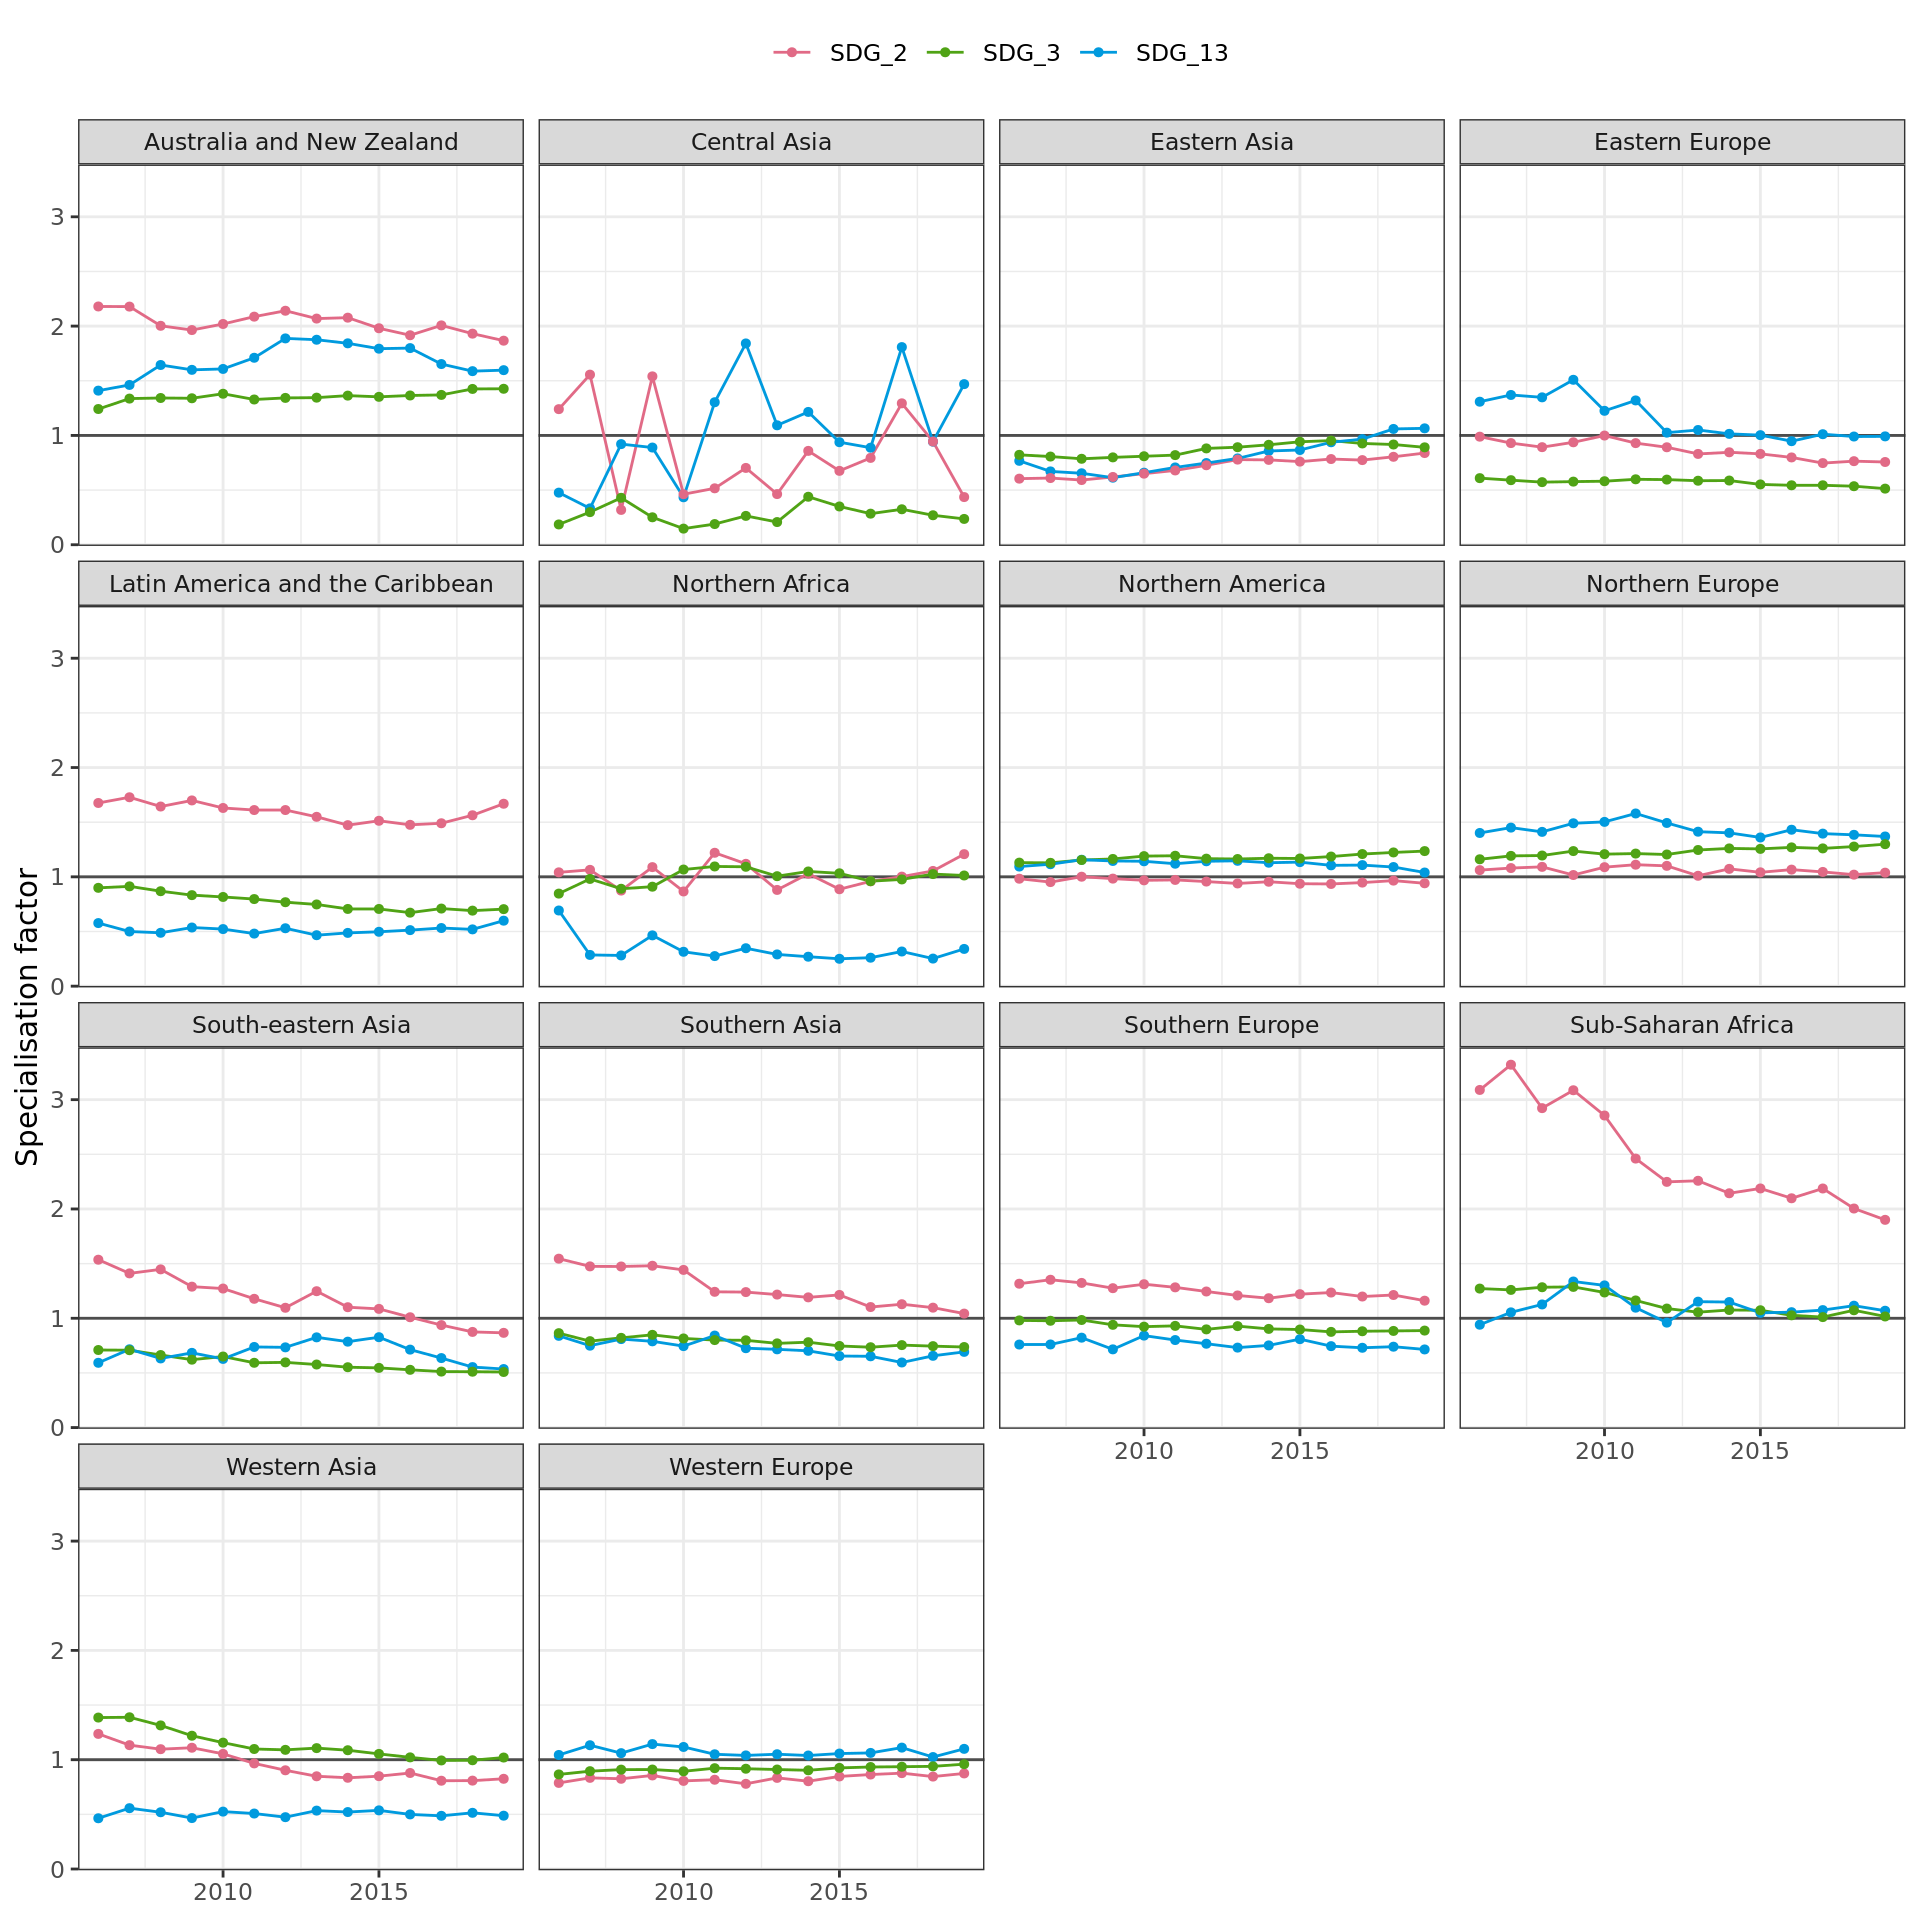 SDG_2 SDG_3 SDG_13
Australia and New Zealand Central Asia Eastern Asia Eastern Europe
3
2
1
0
Latin America and the Caribbean Northern Africa Northern America Northern Europe
3
2
1
0
Specialisation factor
South-eastern Asia Southern Asia Southern Europe Sub-Saharan Africa
3
2
1
0
2010 2015 2010 2015
Western Asia Western Europe
3
2
1
0
2010 2015 2010 2015